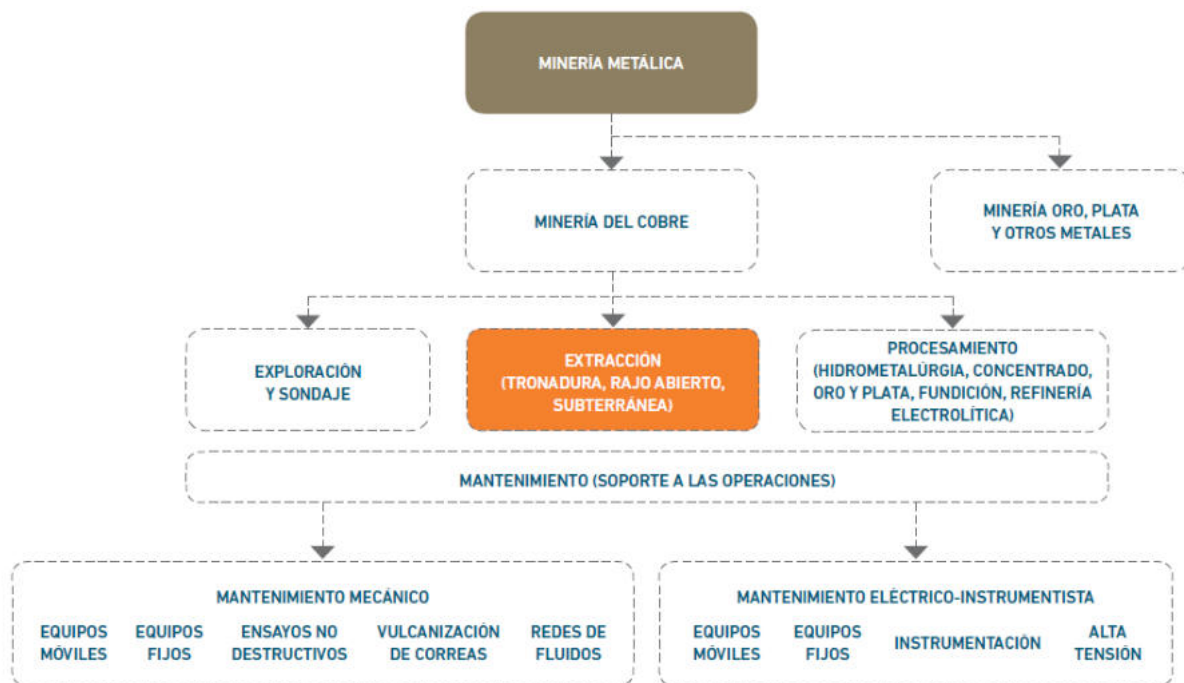 MINERÍA METÁLICA
MINERÍA DEL COBRE
MINERÍA ORO, PLATA
Y OTROS METALES
EXPLORACIÓN
Y SONDAJE
EXTRACCIÓN
(TRONADURA, RAJO ABIERTO,
SUBTERRÁNEA)
PROCESAMIENTO
(HIDROMETALÚRGIA, CONCENTRADO,
ORO Y PLATA, FUNDICIÓN, REFINERÍA
ELECTROLÍTICA)
MANTENIMIENTO (SOPORTE A LAS OPERACIONES)
MANTENIMIENTO MECÁNICO
EQUIPOS
MÓVILES
EQUIPOS
FIJOS
ENSAYOS NO
DESTRUCTIVOS
VULCANIZACIÓN
DE CORREAS
REDES DE
FLUIDOS
MANTENIMIENTO ELÉCTRICO-INSTRUMENTISTA
EQUIPOS
MÓVILES
EQUIPOS
FIJOS
INSTRUMENTACIÓN
ALTA
TENSIÓN